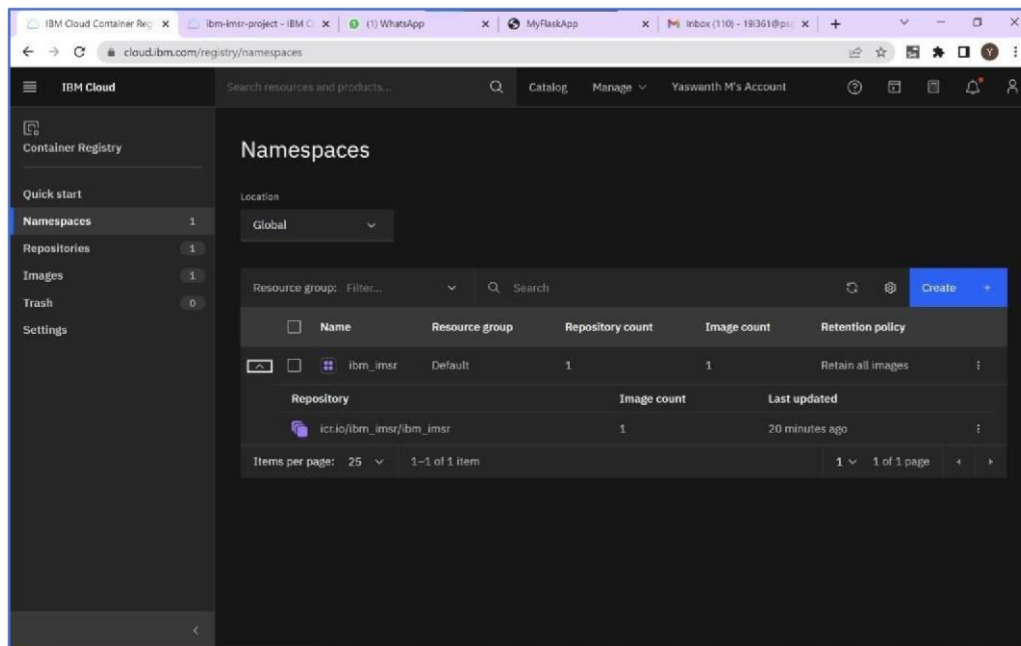 IBM Cloud Container Reg
ibm-imsr-project - IBM C
(1) WhatsApp
MyFlaskApp
Inbox (110) - 19i361@ps
cloud.ibm.com/registry/namespaces
Y
IBM Cloud
Search resources and products...
Catalog
Manage
Yaswanth M's Account
Container Registry
Quick start
Namespaces 1
Repositories 1
Images 1
Trash 0
Settings
Namespaces
Location
Global
Resource group: Filter...
Search
Create +
Name Resource group Repository count Image count Retention policy
ibm_imsr Default 1 1 Retain all images
Repository Image count Last updated
icr.io/ibm_imsr/ibm_imsr 1 20 minutes ago
Items per page: 25 1–1 of 1 item 1 1 of 1 page